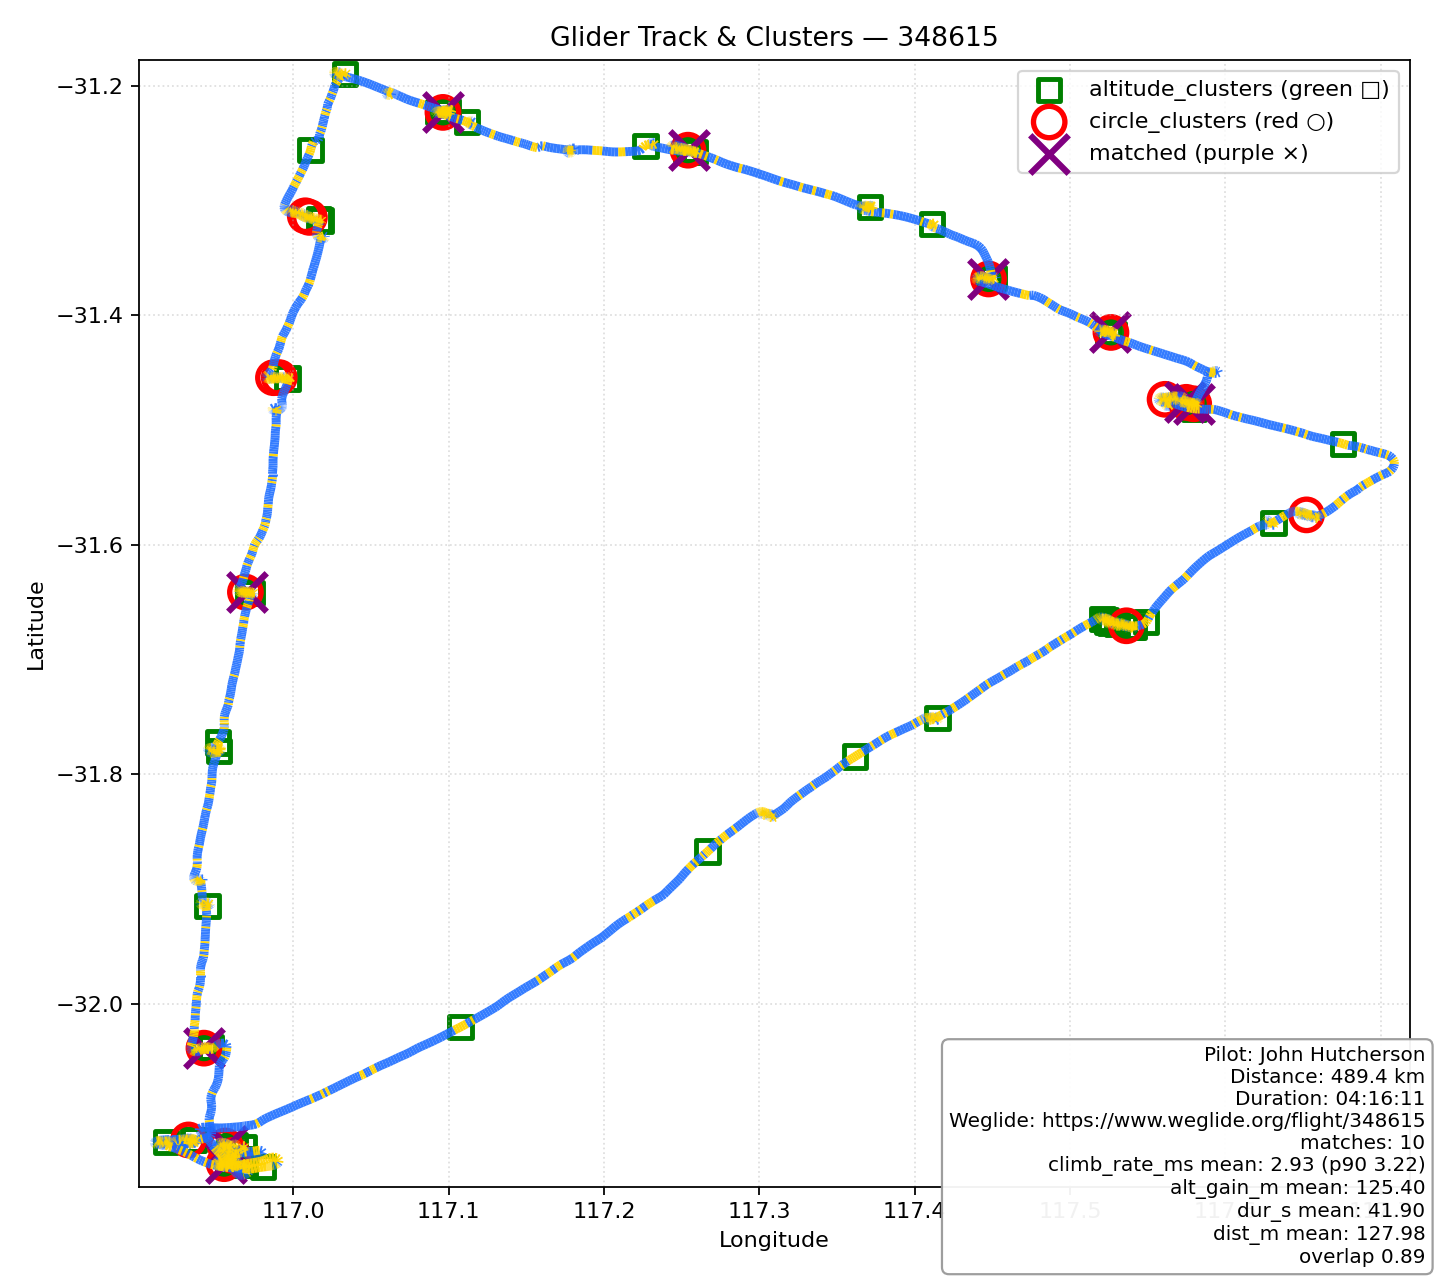 Glider Track & Clusters — 348615
altitude_clusters (green □)
circle_clusters (red ○)
matched (purple ×)
−31.2
−31.4
−31.6
−31.8
−32.0
Latitude
117.0
117.1
117.2
117.3
117.4
117.5
Longitude
Pilot: John Hutcherson
Distance: 489.4 km
Duration: 04:16:11
Weglide: https://www.weglide.org/flight/348615
matches: 10
climb_rate_ms mean: 2.93 (p90 3.22)
alt_gain_m mean: 125.40
dur_s mean: 41.90
dist_m mean: 127.98
overlap 0.89